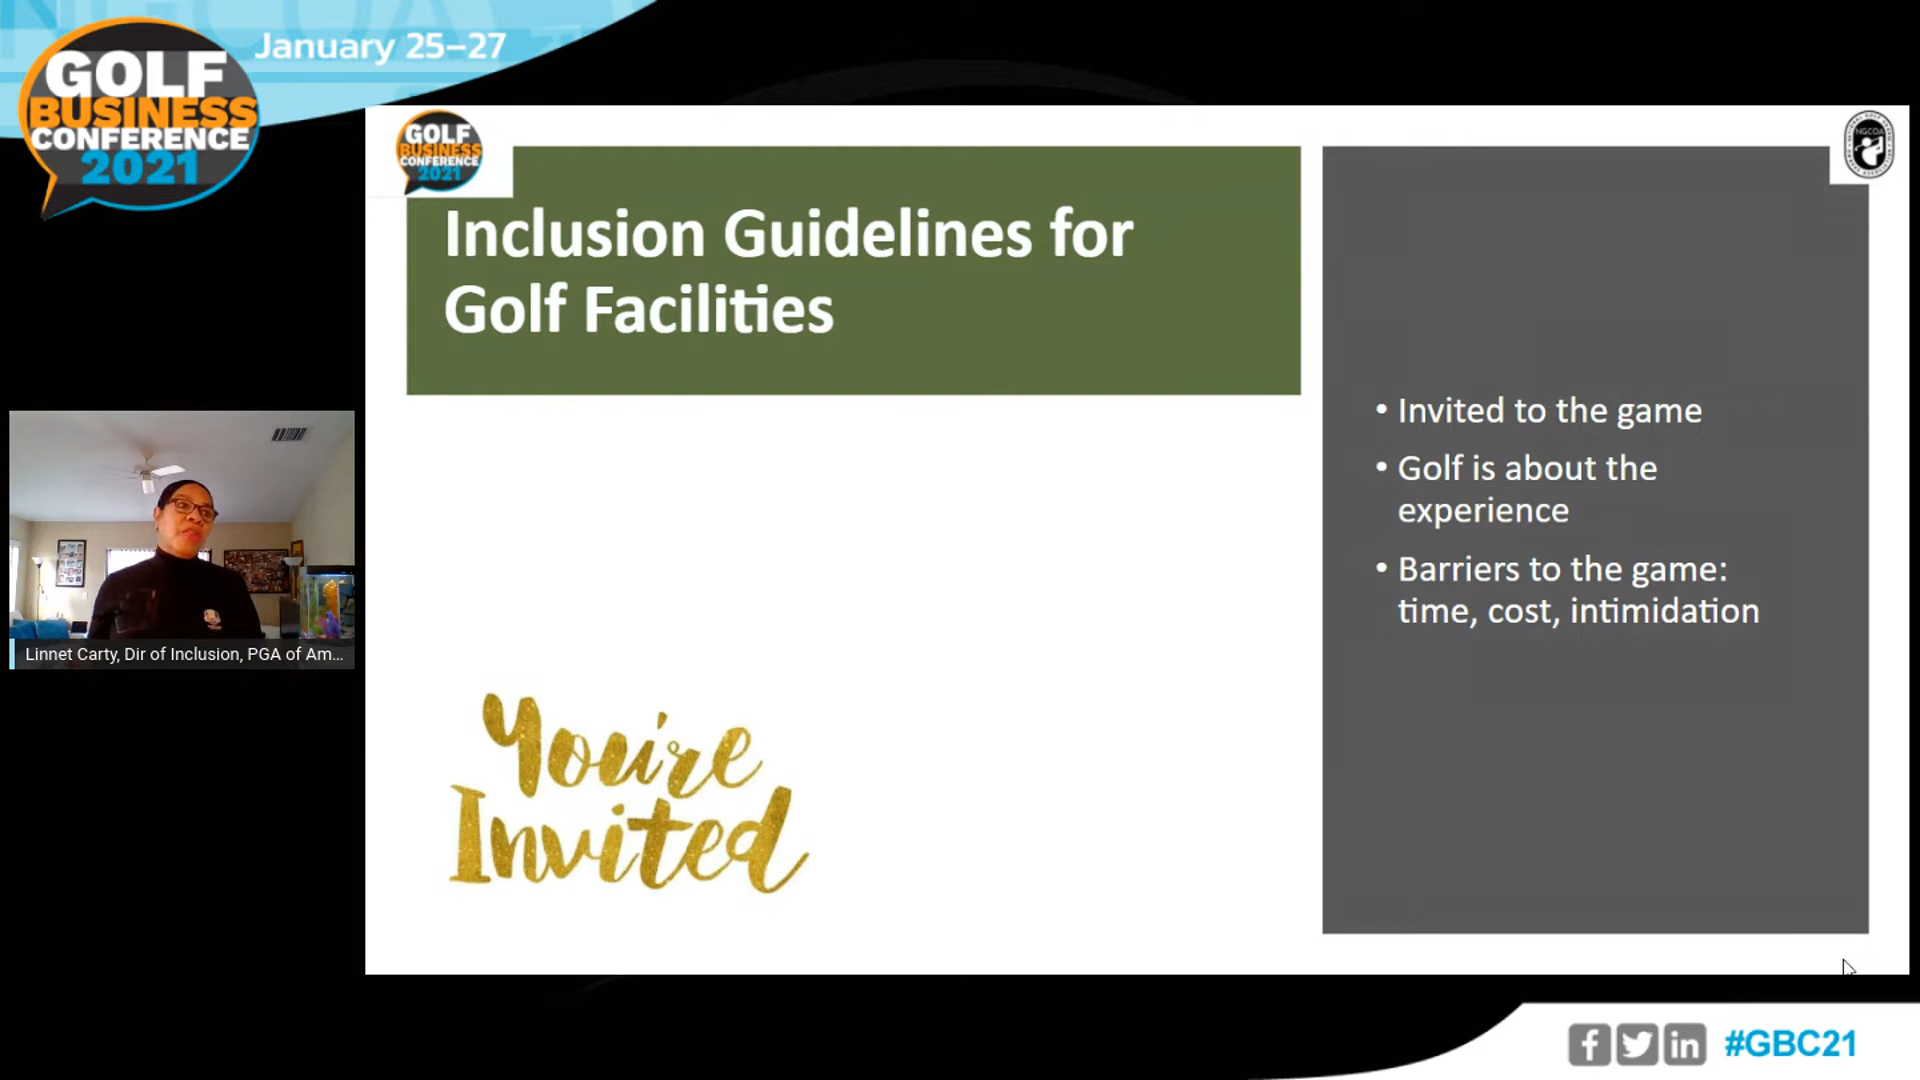 January 25–27
GOLF
BUSINESS
CONFERENCE
2021
GOLF
BUSINESS
CONFERENCE
2021
NGCOA
Inclusion Guidelines for
Golf Facilities
• Invited to the game
• Golf is about the
experience
• Barriers to the game:
time, cost, intimidation
Linnet Carty, Dir of Inclusion, PGA of Am...
You're
Invited
#GBC21